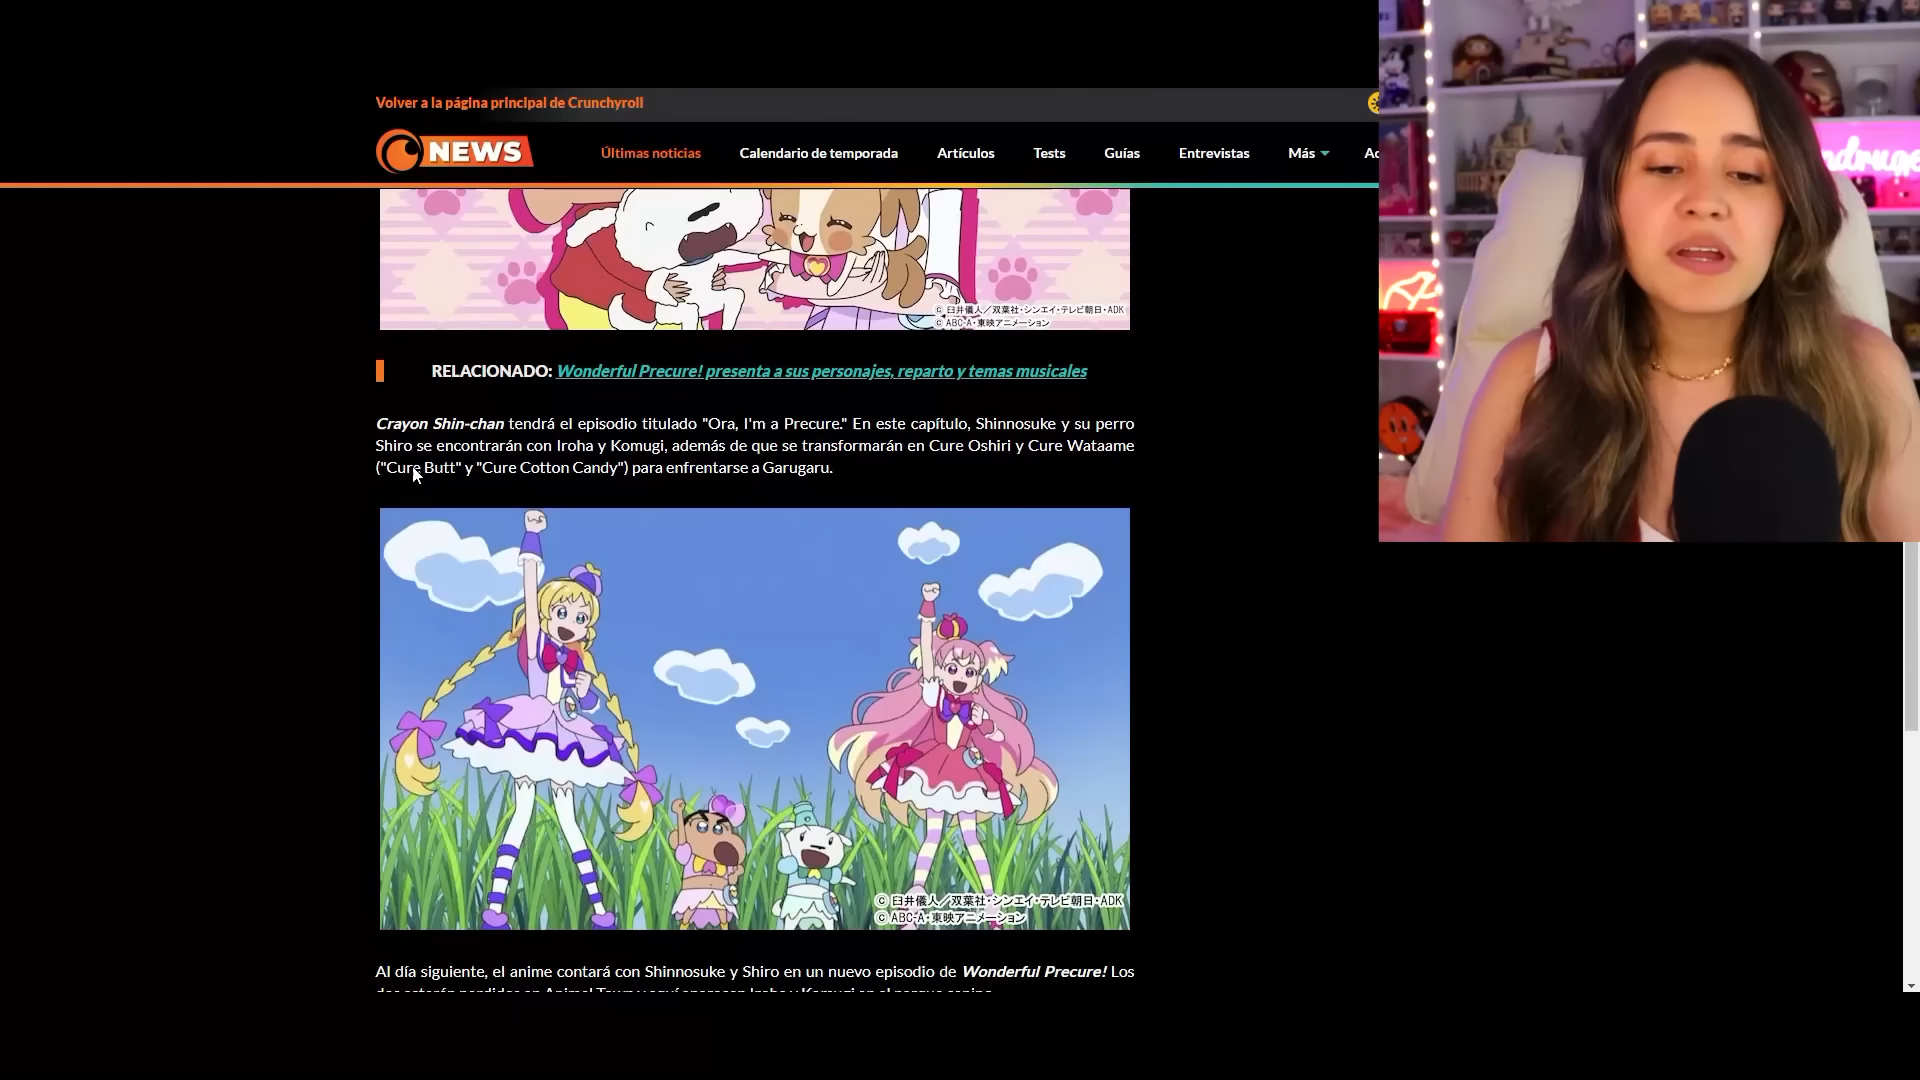 Volver a la página principal de Crunchyroll
NEWS
Últimas noticias Calendario de temporada Artículos Tests Guías Entrevistas Más
© 臼井儀人／双葉社・シンエイ・テレビ朝日・ADK
© ABC-A・東映アニメーション
RELACIONADO: Wonderful Precure! presenta a sus personajes, reparto y temas musicales
Crayon Shin-chan tendrá el episodio titulado "Ora, I'm a Precure." En este capítulo, Shinnosuke y su perro
Shiro se encontrarán con Iroha y Komugi, además de que se transformarán en Cure Oshiri y Cure Wataame
("Cure Butt" y "Cure Cotton Candy") para enfrentarse a Garugaru.
© 臼井儀人／双葉社・シンエイ・テレビ朝日・ADK
© ABC-A・東映アニメーション
Al día siguiente, el anime contará con Shinnosuke y Shiro en un nuevo episodio de Wonderful Precure! Los